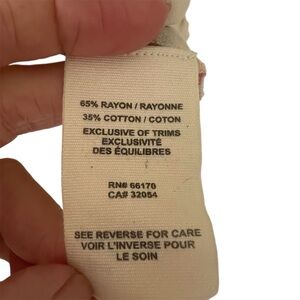 65% RAYON / RAYONNE
35% COTTON / COTON
EXCLUSIVE OF TRIMS
EXCLUSIVITÉ
DES ÉQUILIBRES
RN# 66170
CA# 32054
SEE REVERSE FOR CARE
VOIR L'INVERSE POUR
LE SOIN